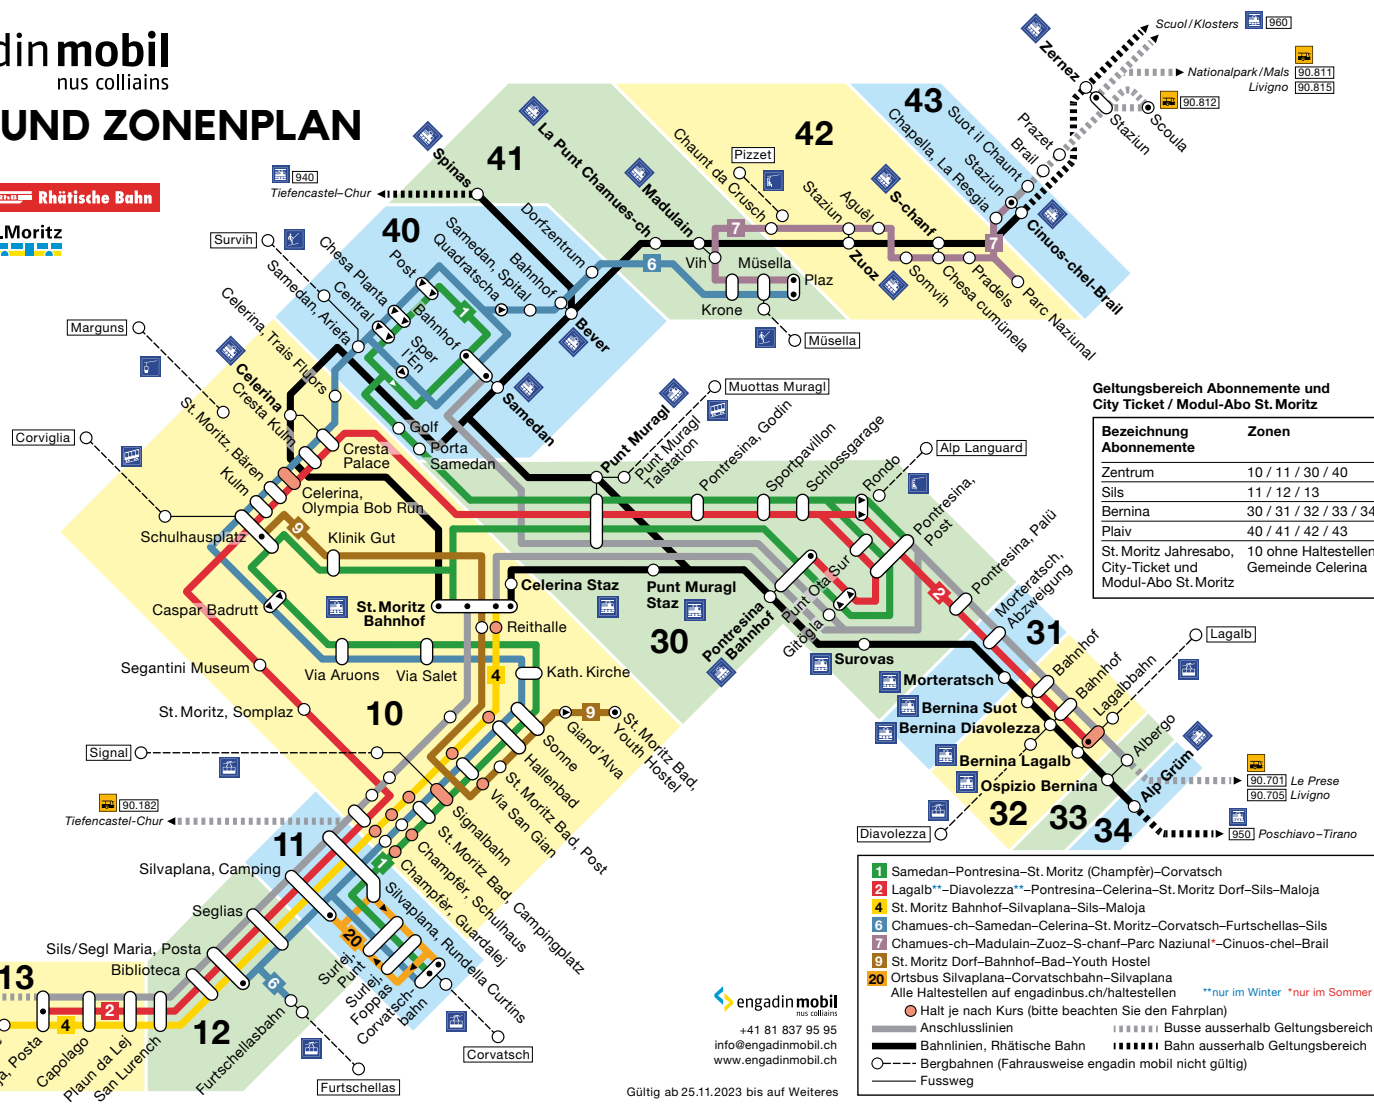 din mobil
nus colliains
UND ZONENPLAN
Rhätische Bahn
.Moritz
940
Tiefencastel–Chur
Scuol/Klosters 960
Nationalpark/Mals 90.811
Livigno 90.815
90.812
Zernez
Staziun
Scoula
43
Suot il Chaunt
Chapella, La Resgia
Prazet
Brail
Staziun
Cinuos-chel-Brail
42
Pizzet
Chaunt da Crusch
Staziun
Aguêl
S-chanf
Zuoz
Somvih
Chesa cumünela
Pradels
Parc Naziunal
7
7
41
Spinas
La Punt Chamues-ch
Madulain
Vih
Müsella
Plaz
Krone
Müsella
6
40
Dorfzentrum
Samedan, Spital
Quadratscha
Bahnhof
Bever
Survih
Chesa Planta
Post
Central
Samedan, Ariefa
Bahnhof
Sper l'En
1
Samedan
Golf
Porta Samedan
Marguns
Celerina, Trais Fluors
Celerina
Cresta Kulm
St. Moritz, Bären
Kulm
Corviglia
Cresta Palace
Celerina, Olympia Bob Run
Schulhausplatz
9
Klinik Gut
Caspar Badrutt
St. Moritz Bahnhof
Celerina Staz
Reithalle
Segantini Museum
Via Aruons
Via Salet
Kath. Kirche
4
St. Moritz, Somplaz
10
Signal
9
Giand'Alva
St. Moritz Bad, Youth Hostel
Sonne
Hallenbad
St. Moritz Bad, Post
Via San Gian
Signalbahn
St. Moritz Bad, Campingplatz
Champfèr, Schulhaus
Champfèr, Guardalej
1
Muottas Muragl
Punt Muragl
Punt Muragl Talstation
Pontresina, Godin
Sportpavillon
Schlossgarage
Rondo
Alp Languard
Pontresina, Post
Punt Muragl Staz
30
Pontresina Bahnhof
Punt Ota Sur
Gitögla
Surovas
2
Pontresina, Palü
Morteratsch, Abzweigung
31
Morteratsch
Bernina Suot
Bernina Diavolezza
Bernina Lagalb
Ospizio Bernina
Bahnhof
Bahnhof
Lagalbbahn
Lagalb
Albergo
Alp Grüm
Diavolezza
32
33
34
90.701 Le Prese
90.705 Livigno
950 Poschiavo–Tirano
90.182
Tiefencastel-Chur
11
Silvaplana, Camping
Seglias
Sils/Segl Maria, Posta
Biblioteca
20
Silvaplana, Rundella Curtins
Surlej, Punt
Surlej, Foppas
Corvatsch-bahn
Corvatsch
6
Furtschellasbahn
Furtschellas
12
13
2
4
ja, Posta
Capolago
Plaun da Lej
San Lurench
Geltungsbereich Abonnemente und
City Ticket / Modul-Abo St. Moritz
Bezeichnung Abonnemente Zonen
Zentrum 10 / 11 / 30 / 40
Sils 11 / 12 / 13
Bernina 30 / 31 / 32 / 33 / 34
Plaiv 40 / 41 / 42 / 43
St. Moritz Jahresabo, 10 ohne Haltestellen
City-Ticket und Gemeinde Celerina
Modul-Abo St. Moritz
1 Samedan–Pontresina–St. Moritz (Champfèr)–Corvatsch
2 Lagalb**–Diavolezza**–Pontresina–Celerina–St. Moritz Dorf–Sils–Maloja
4 St. Moritz Bahnhof–Silvaplana–Sils–Maloja
6 Chamues-ch–Samedan–Celerina–St. Moritz–Corvatsch–Furtschellas–Sils
7 Chamues-ch–Madulain–Zuoz–S-chanf–Parc Naziunal*–Cinuos-chel–Brail
9 St. Moritz Dorf–Bahnhof–Bad–Youth Hostel
20 Ortsbus Silvaplana–Corvatschbahn–Silvaplana
Alle Haltestellen auf engadinbus.ch/haltestellen **nur im Winter *nur im Sommer
Halt je nach Kurs (bitte beachten Sie den Fahrplan)
Anschlusslinien Busse ausserhalb Geltungsbereich
Bahnlinien, Rhätische Bahn Bahn ausserhalb Geltungsbereich
Bergbahnen (Fahrausweise engadin mobil nicht gültig)
Fussweg
engadin mobil
nus colliains
+41 81 837 95 95
info@engadinmobil.ch
www.engadinmobil.ch
Gültig ab 25.11.2023 bis auf Weiteres